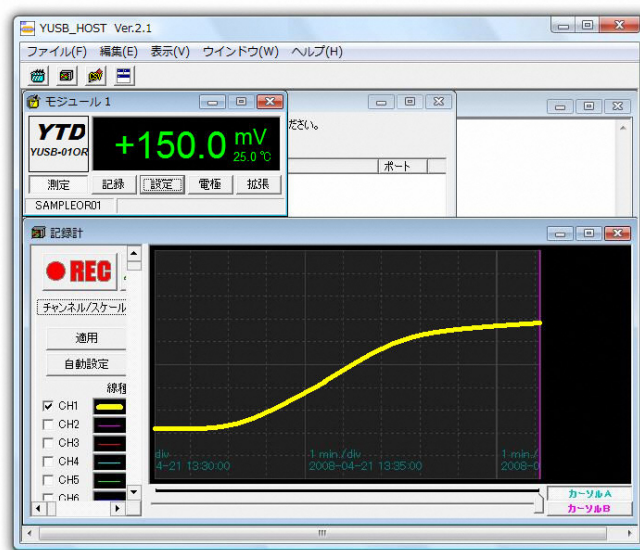 YUSB_HOST Ver.2.1
ファイル(F) 編集(E) 表示(V) ウインドウ(W) ヘルプ(H)
モジュール 1
ださい。
YTD
YUSB-01OR
+150.0 mV
25.0 ℃
ポート
測定 記録 設定 電極 拡張
SAMPLEOR01
記録計
REC
チャンネル/スケール
適用
自動設定
線種
CH1
CH2
CH3
CH4
CH5
CH6
div 1 min./div 1 min./
4-21 13:30:00 2008-04-21 13:35:00 2008-0
カーソルA
カーソルB